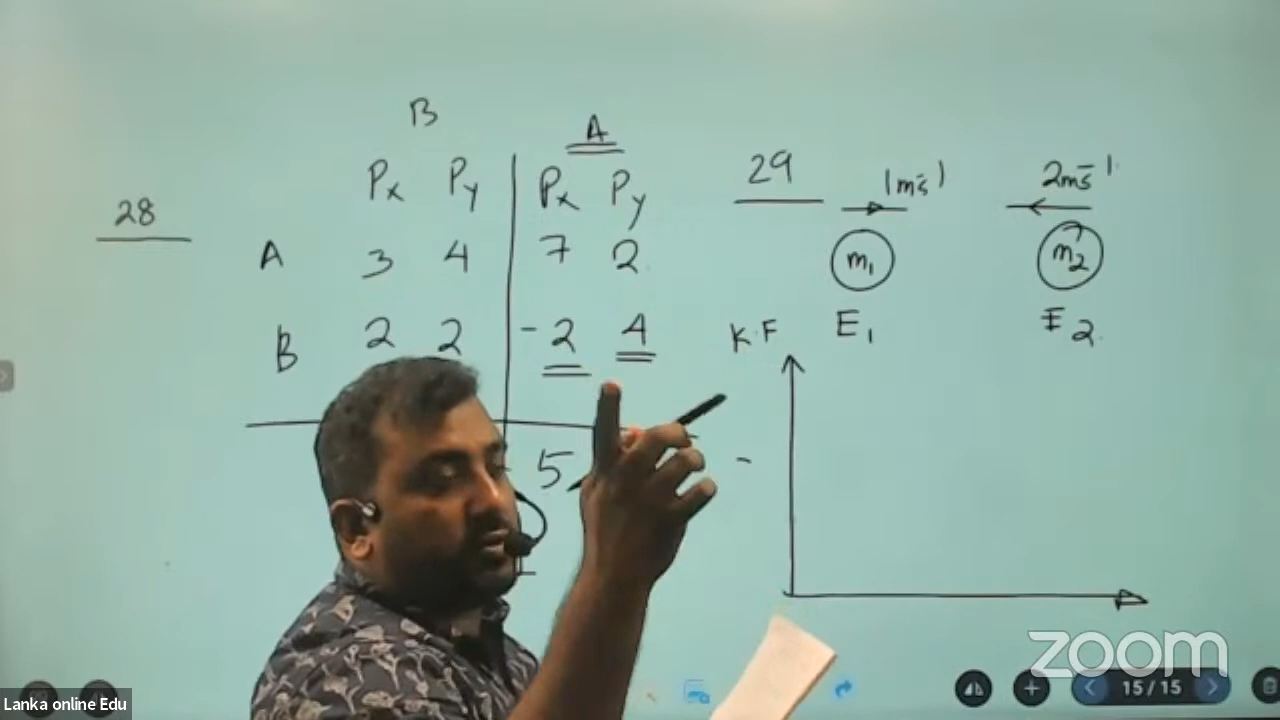 B
A
Px Py
Px Py
28
A 3 4 7 2
B 2 2 -2 4
5
29
1ms⁻¹
2ms⁻¹
m₁
m₂
E₁
E₂
K.E
zoom
15/15
Lanka online Edu